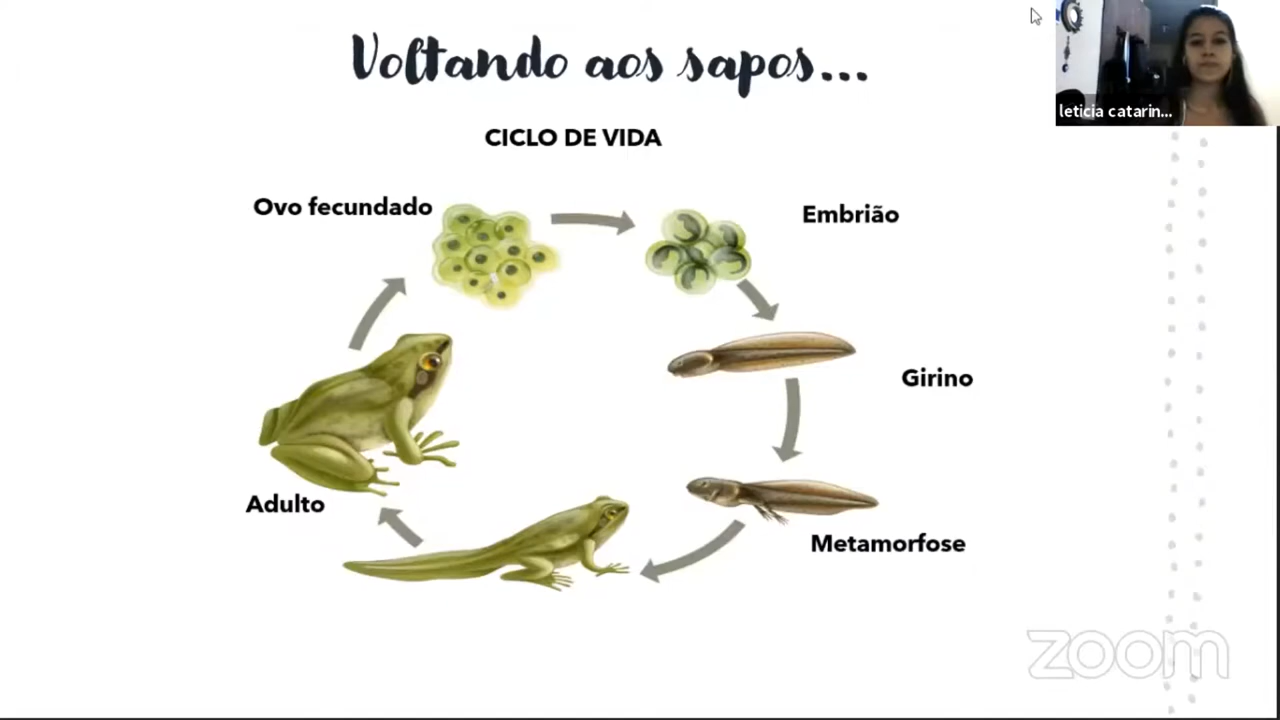 Voltando aos sapos...
leticia catarin...
CICLO DE VIDA
Ovo fecundado
Embrião
Girino
Adulto
Metamorfose
zoom